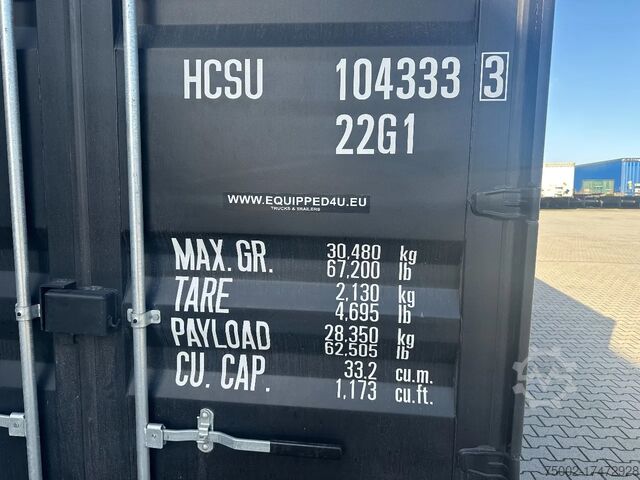 HCSU 104333 3
22G1
WWW.EQUIPPED4U.EU
TRUCKS & TRAILERS
MAX. GR. 30,480 kg
67,200 lb
TARE 2,130 kg
4,695 lb
PAYLOAD 28,350 kg
62,505 lb
CU. CAP. 33.2 cu.m.
1,173 cu.ft.
75002-17473928